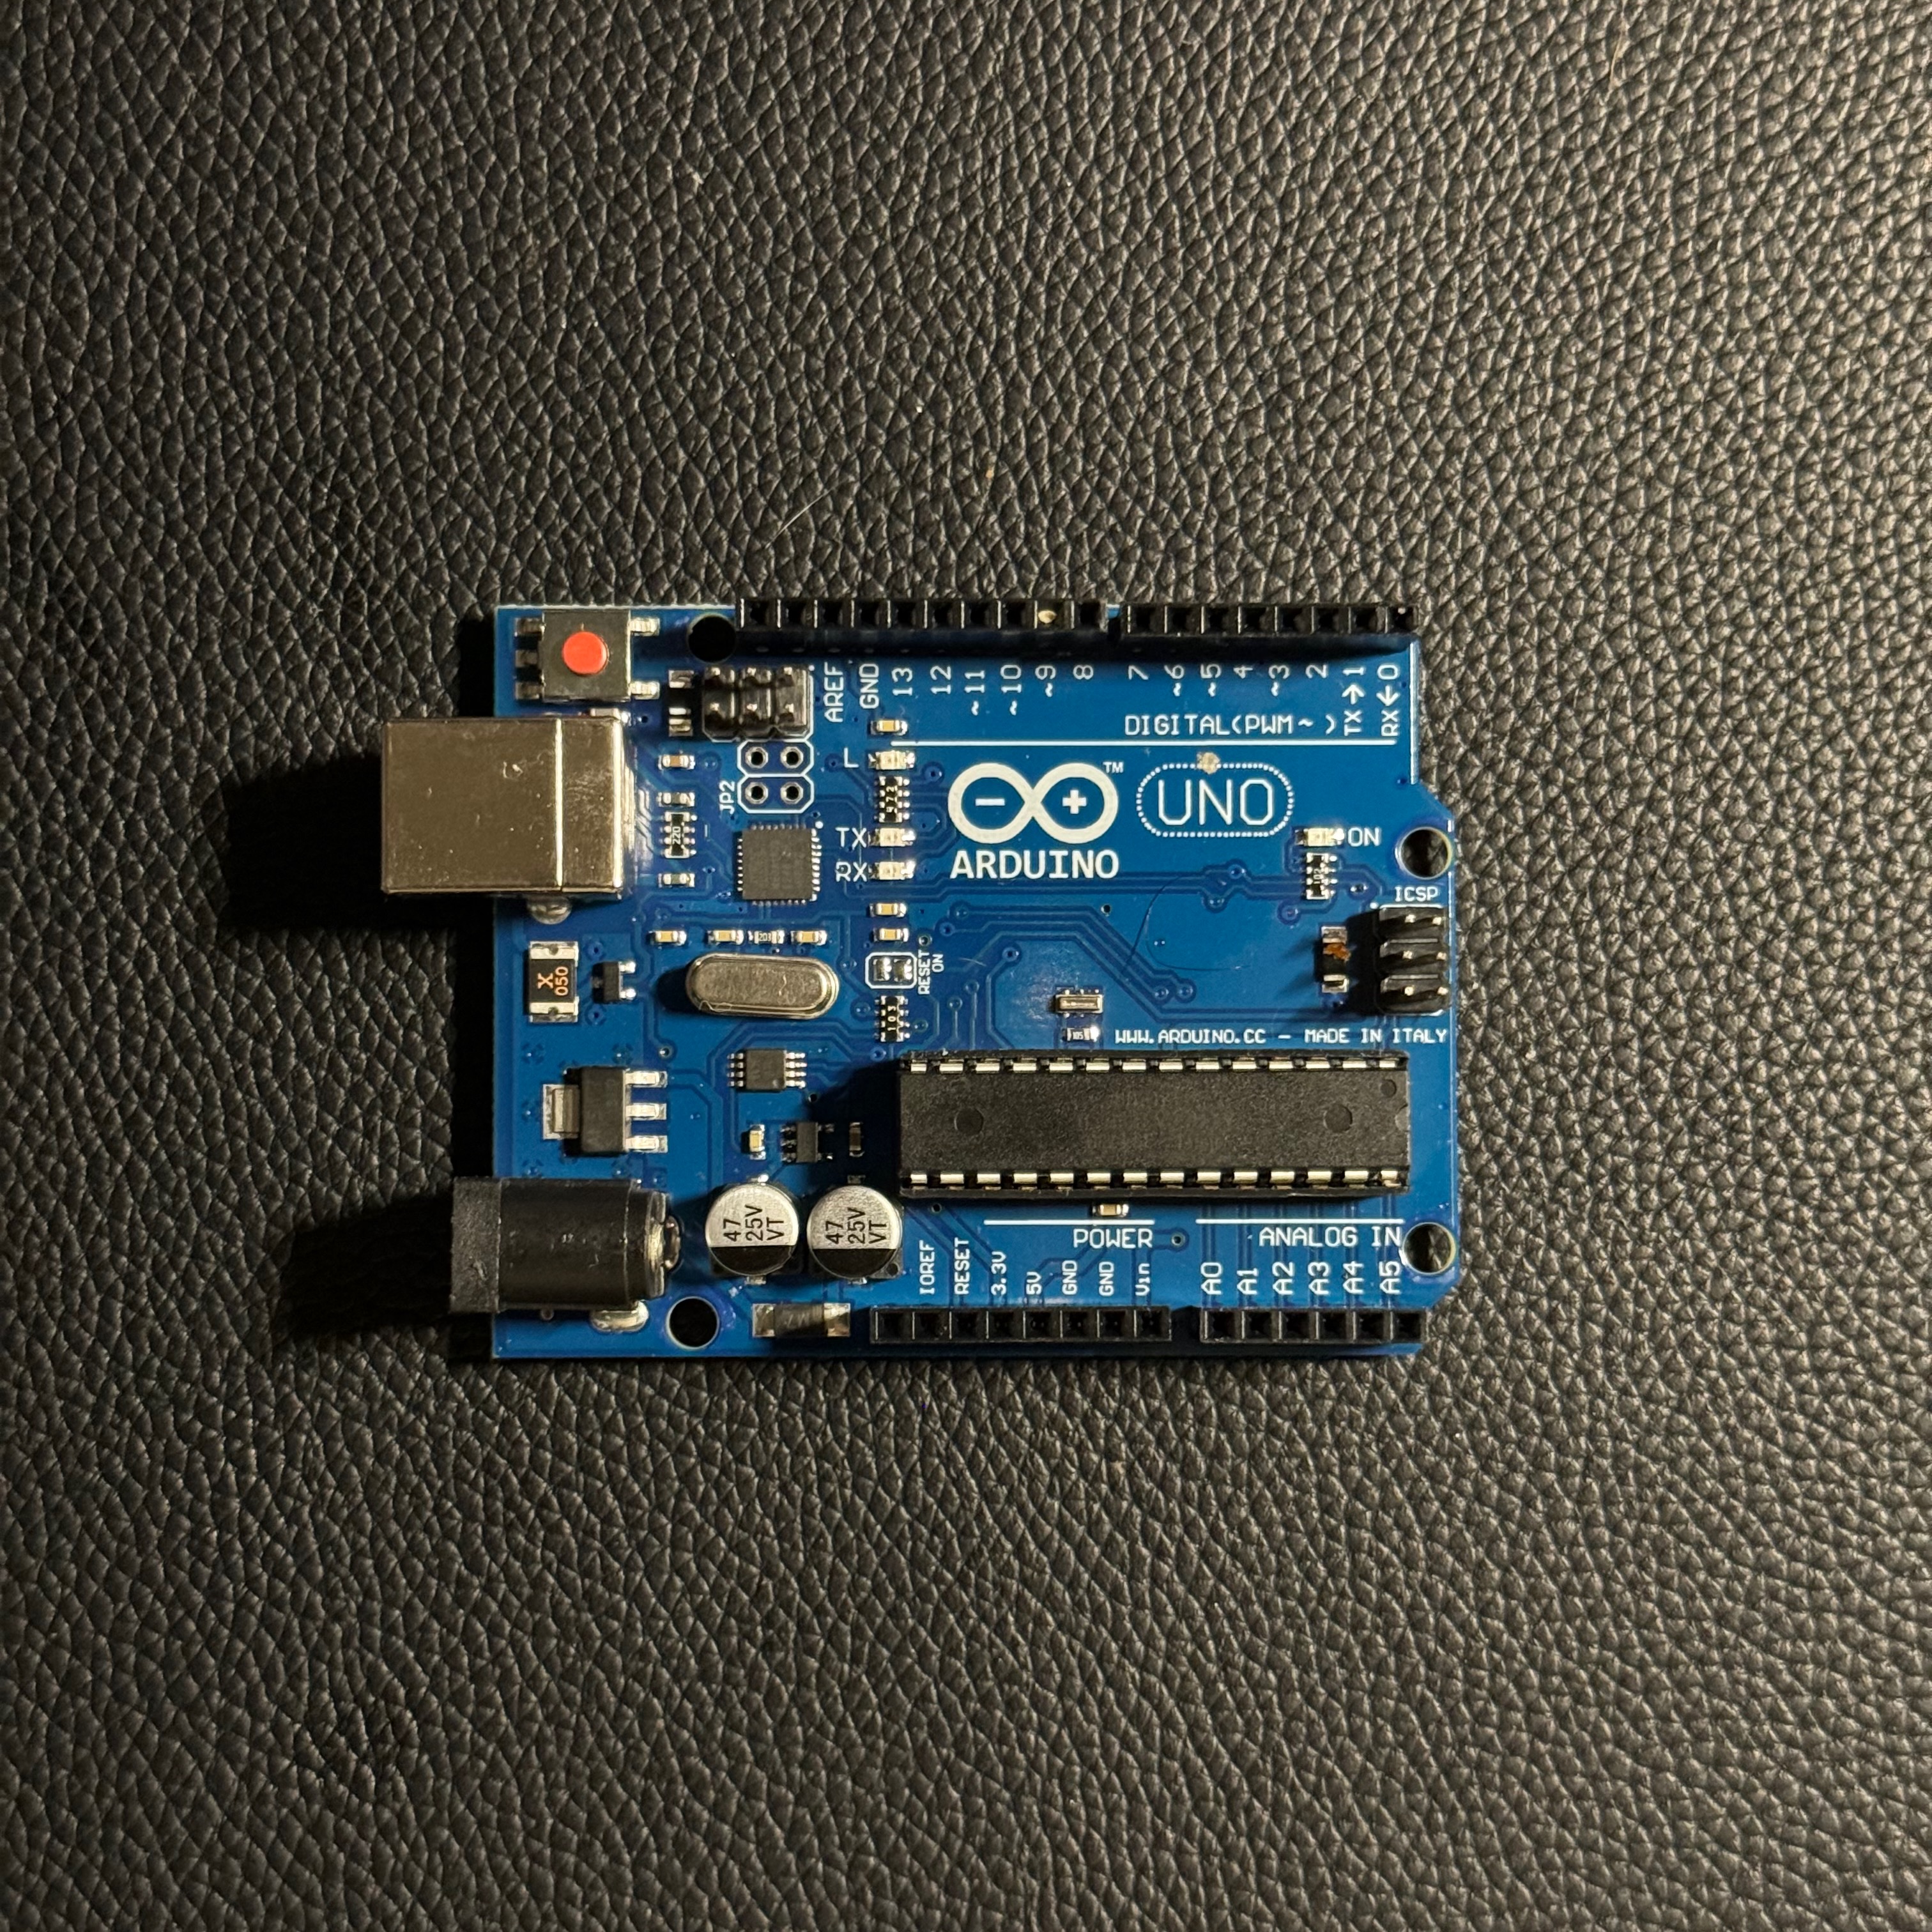 AREF
GND
13
12
~11
~10
~9
8
7
~6
~5
4
~3
2
TX→1
RX←0
DIGITAL(PWM~)
L
JP2
TM
UNO
220
TX
RX
ARDUINO
ON
ICSP
RESET
ON
X
050
103
WWW.ARDUINO.CC - MADE IN ITALY
47
25V
VT
47
25V
VT
POWER
ANALOG IN
IOREF
RESET
3.3V
5V
GND
GND
Vin
A0
A1
A2
A3
A4
A5